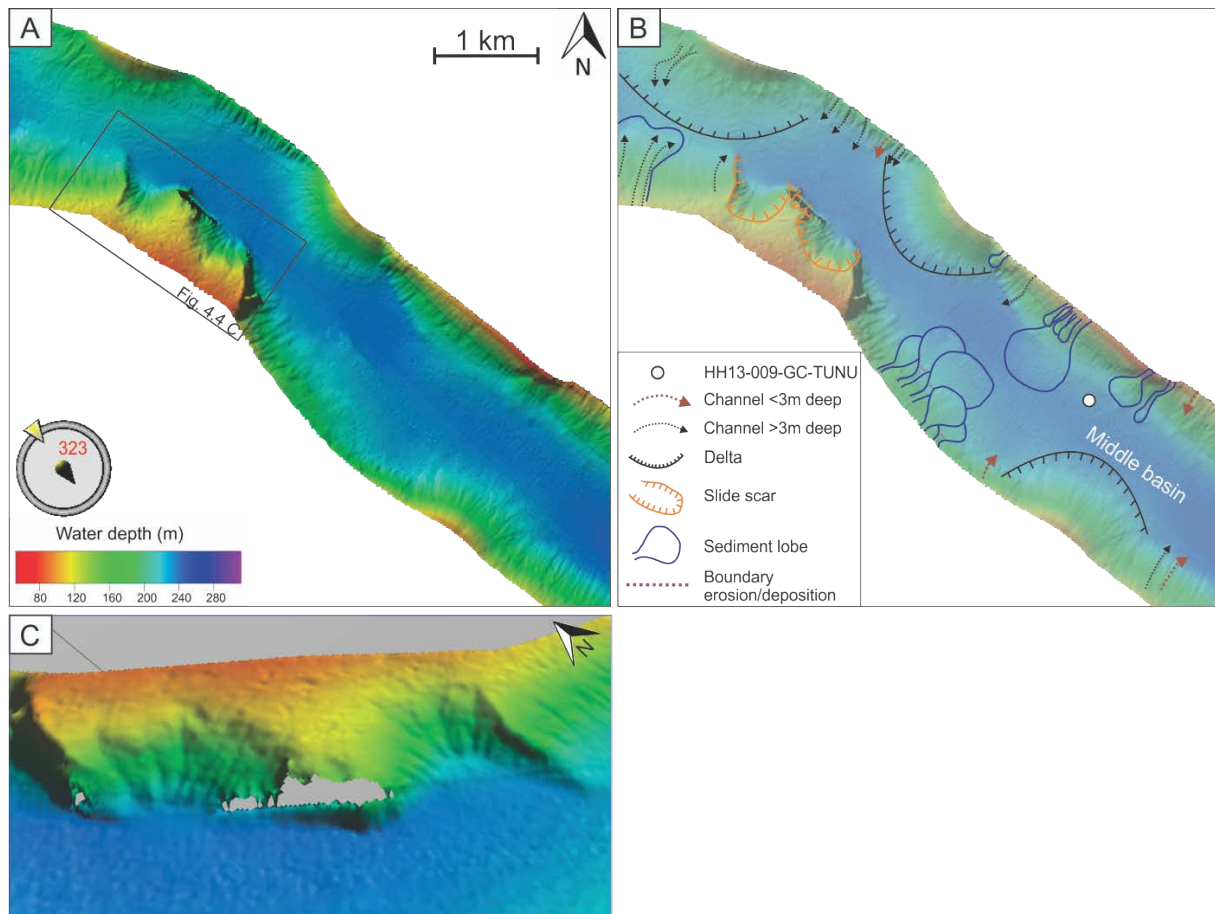 A
1 km
N
Fig. 4.4 C
323
Water depth (m)
80 120 160 200 240 280
B
HH13-009-GC-TUNU
Channel <3m deep
Channel >3m deep
Delta
Slide scar
Sediment lobe
Boundary
erosion/deposition
Middle basin
C
N